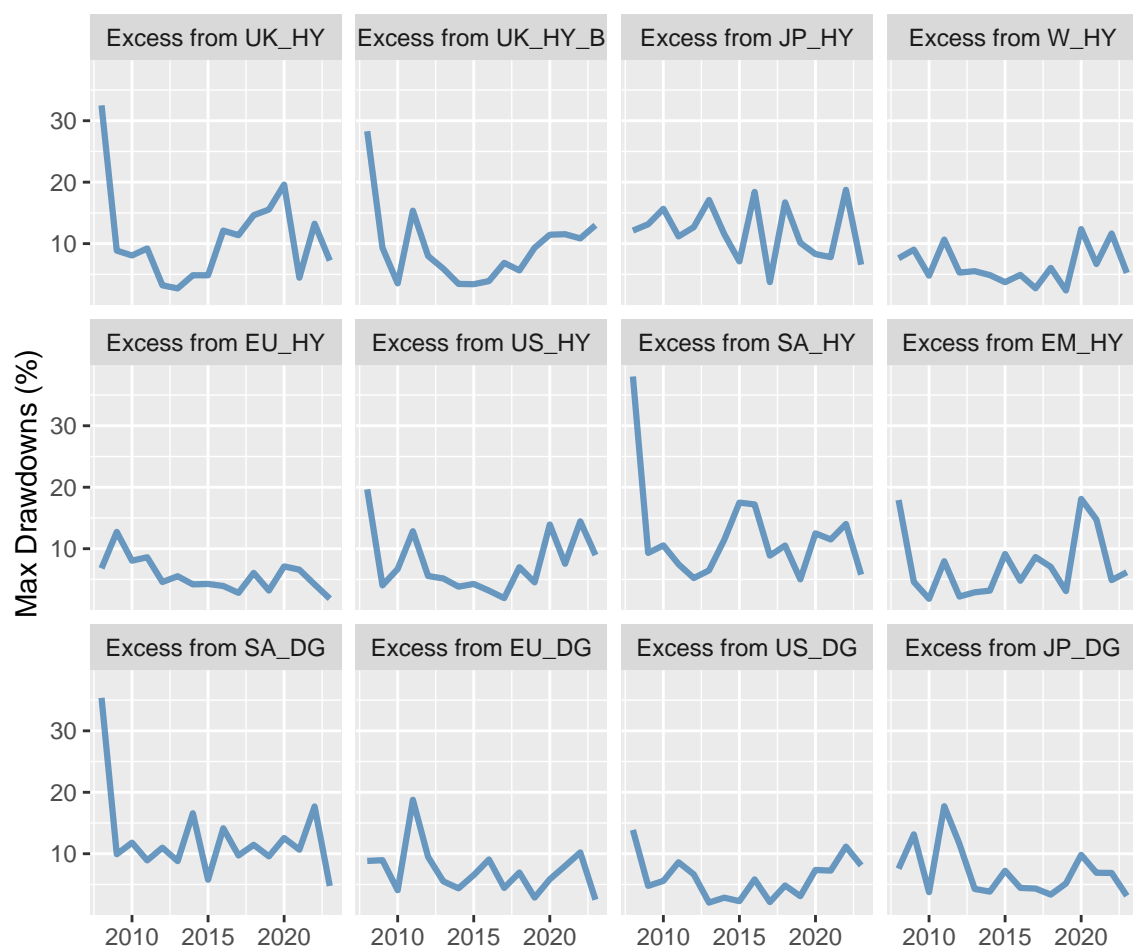 Excess from UK_HY
Excess from UK_HY_B
Excess from JP_HY
Excess from W_HY
30
20
10
Excess from EU_HY
Excess from US_HY
Excess from SA_HY
Excess from EM_HY
30
20
10
Max Drawdowns (%)
Excess from SA_DG
Excess from EU_DG
Excess from US_DG
Excess from JP_DG
30
20
10
2010 2015 2020
2010 2015 2020
2010 2015 2020
2010 2015 2020